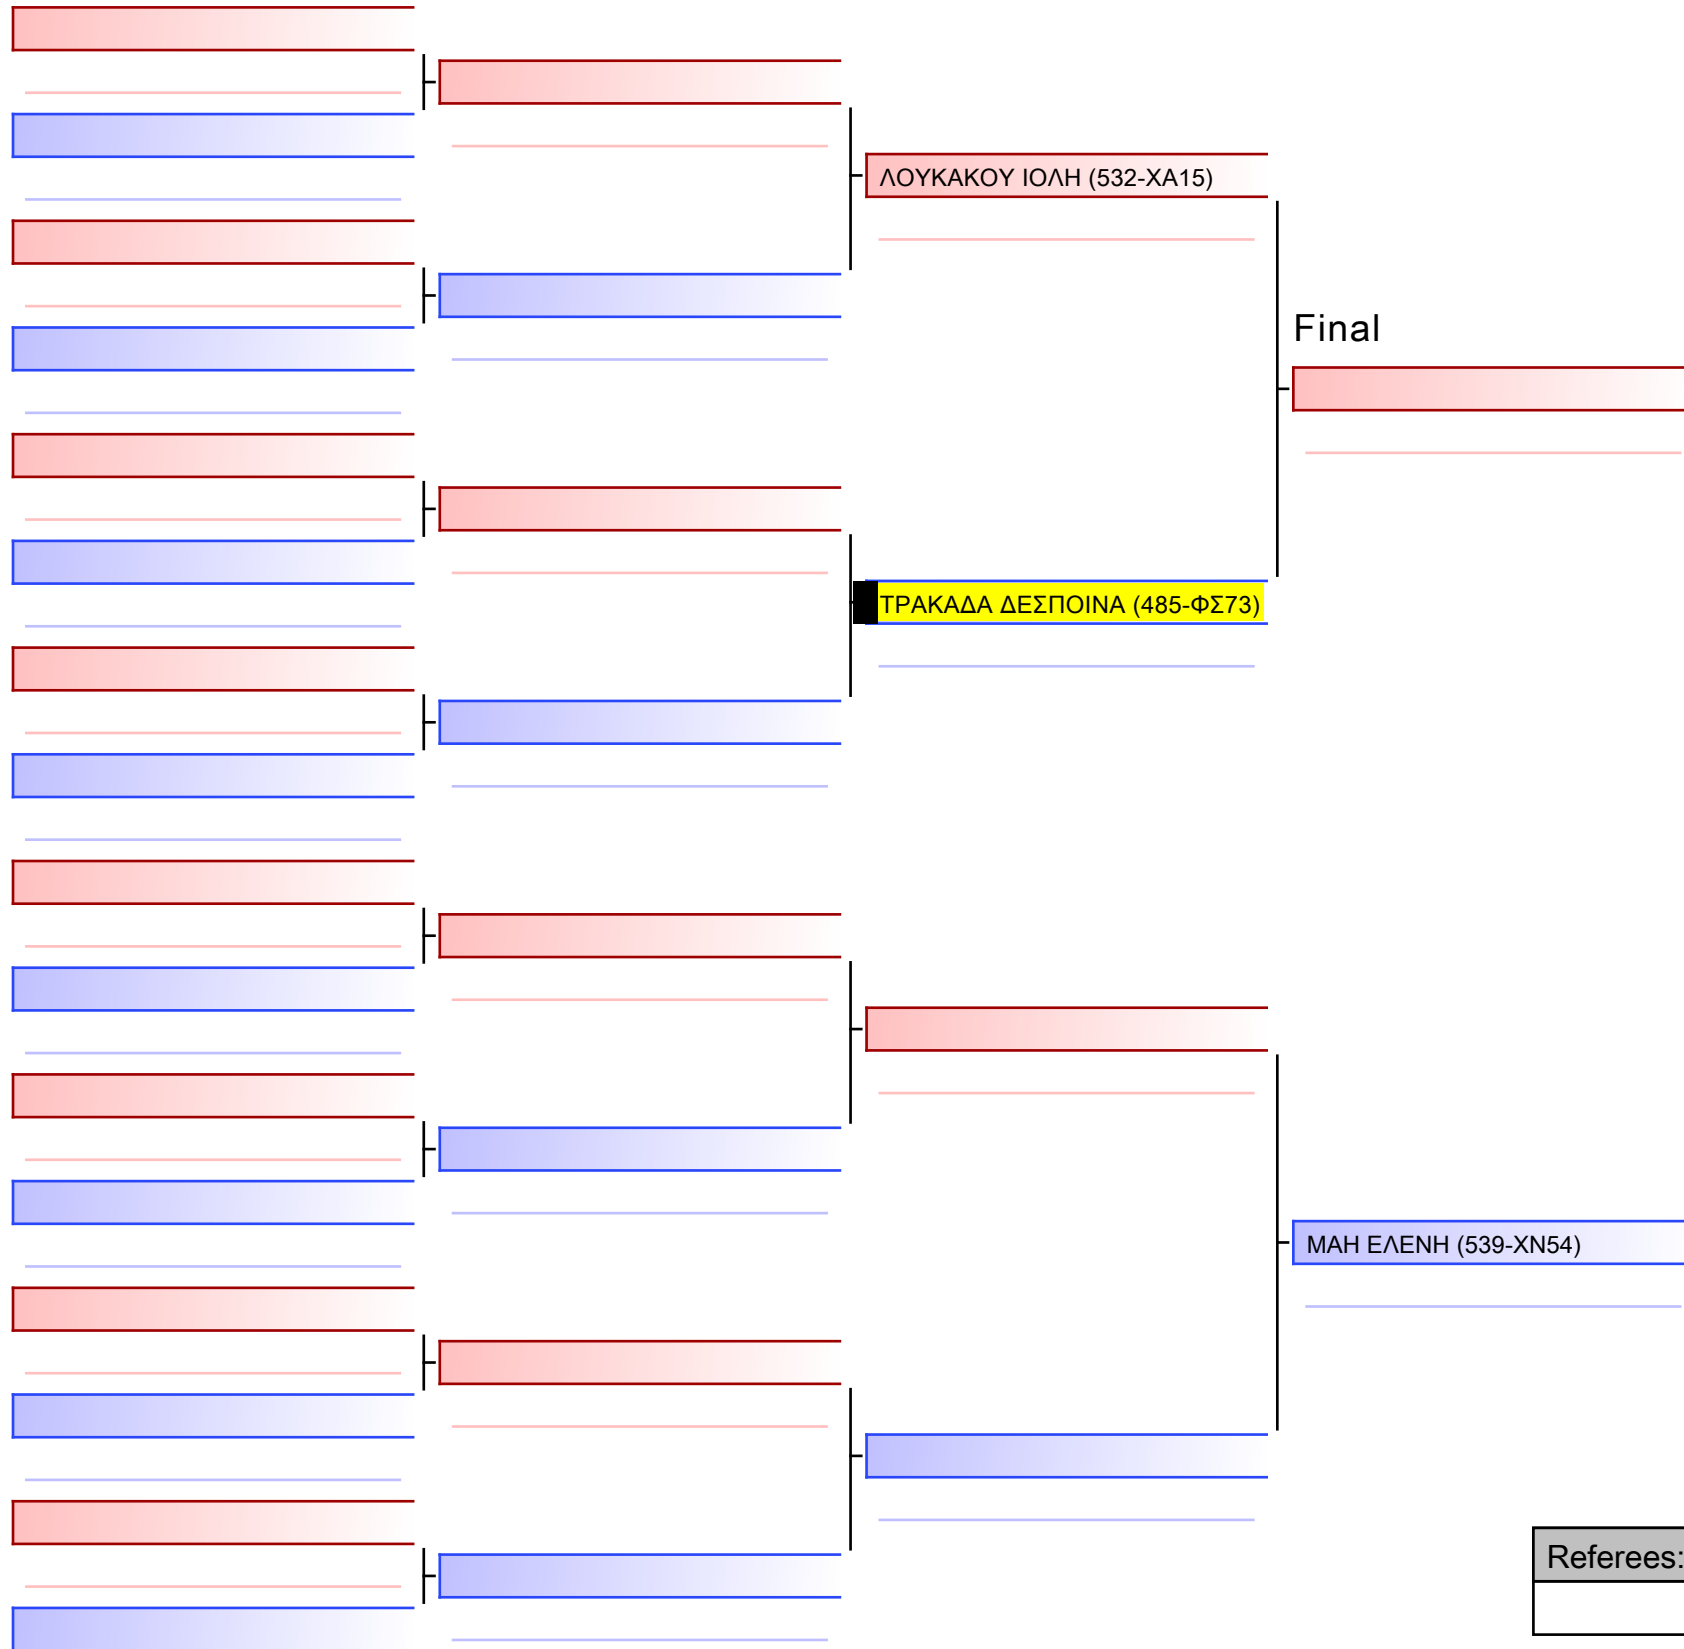 ΛΟΥΚΑΚΟΥ ΙΟΛΗ (532-ΧΑ15)
Final
ΤΡΑΚΑΔΑ ΔΕΣΠΟΙΝΑ (485-ΦΣ73)
ΜΑΗ ΕΛΕΝΗ (539-ΧΝ54)
Referees: